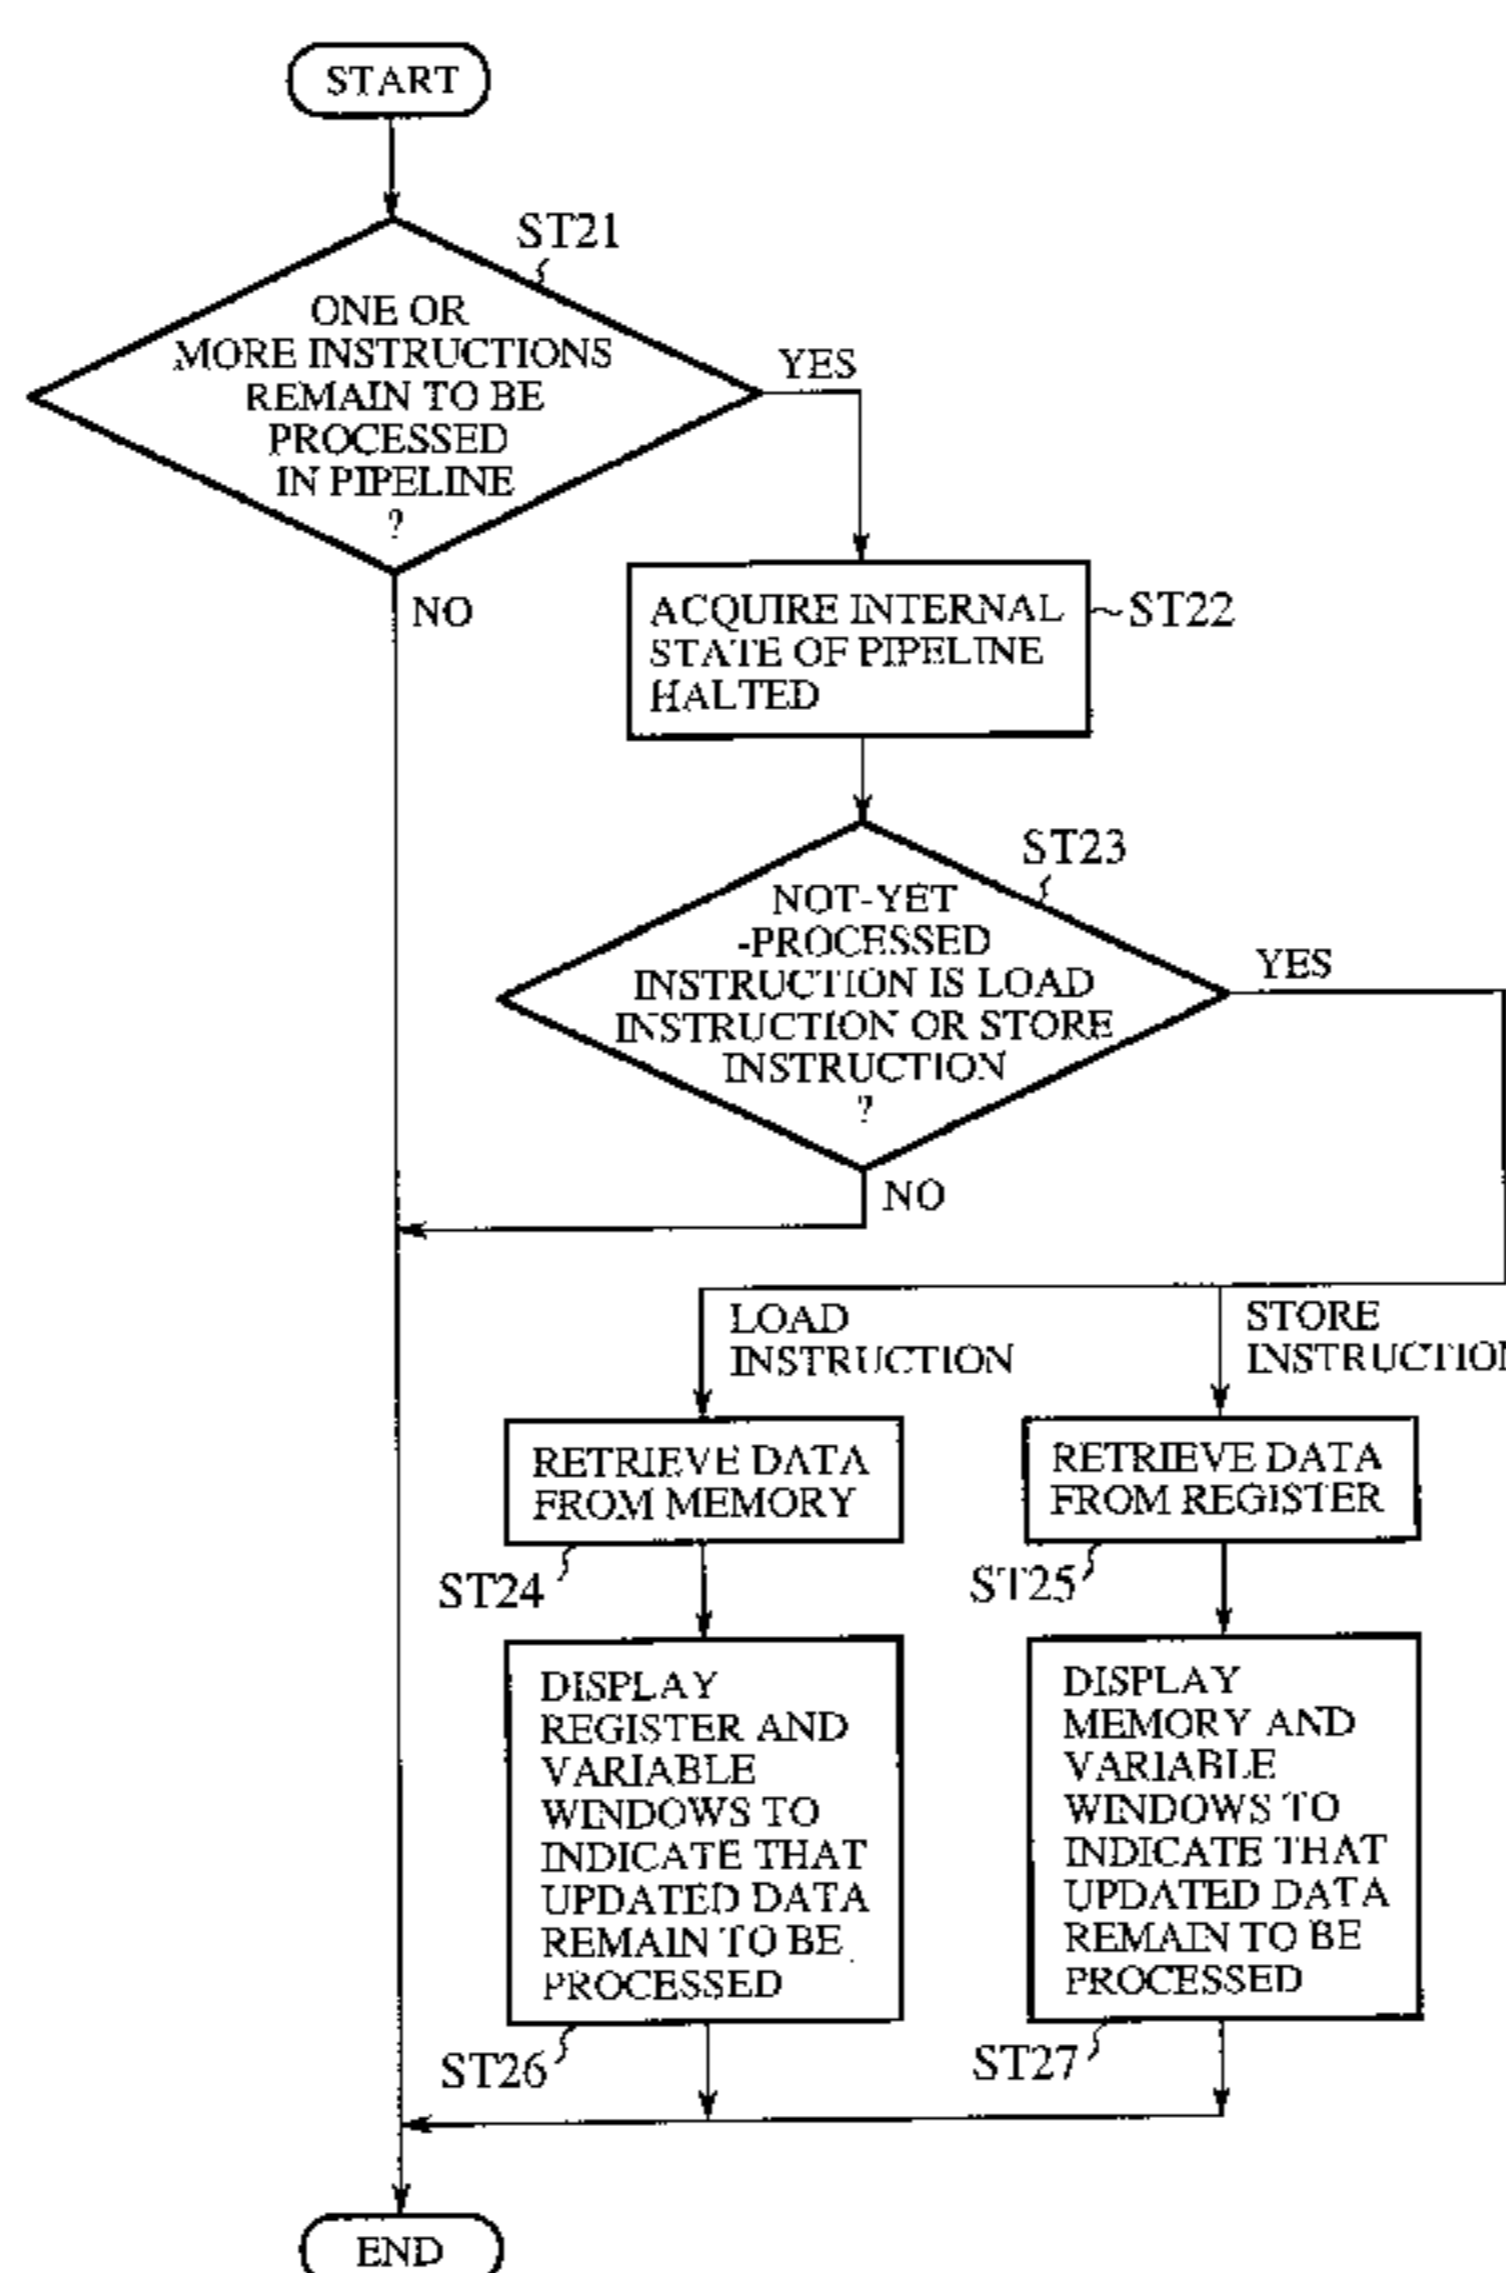 START
ST21
ONE OR
MORE INSTRUCTIONS
REMAIN TO BE
PROCESSED
IN PIPELINE
?
YES
NO
ACQUIRE INTERNAL
STATE OF PIPELINE
HALTED
ST22
ST23
NOT-YET
-PROCESSED
INSTRUCTION IS LOAD
INSTRUCTION OR STORE
INSTRUCTION
?
YES
NO
LOAD
INSTRUCTION
STORE
INSTRUCTION
RETRIEVE DATA
FROM MEMORY
ST24
RETRIEVE DATA
FROM REGISTER
ST25
DISPLAY
REGISTER AND
VARIABLE
WINDOWS TO
INDICATE THAT
UPDATED DATA
REMAIN TO BE
PROCESSED
ST26
DISPLAY
MEMORY AND
VARIABLE
WINDOWS TO
INDICATE THAT
UPDATED DATA
REMAIN TO BE
PROCESSED
ST27
END